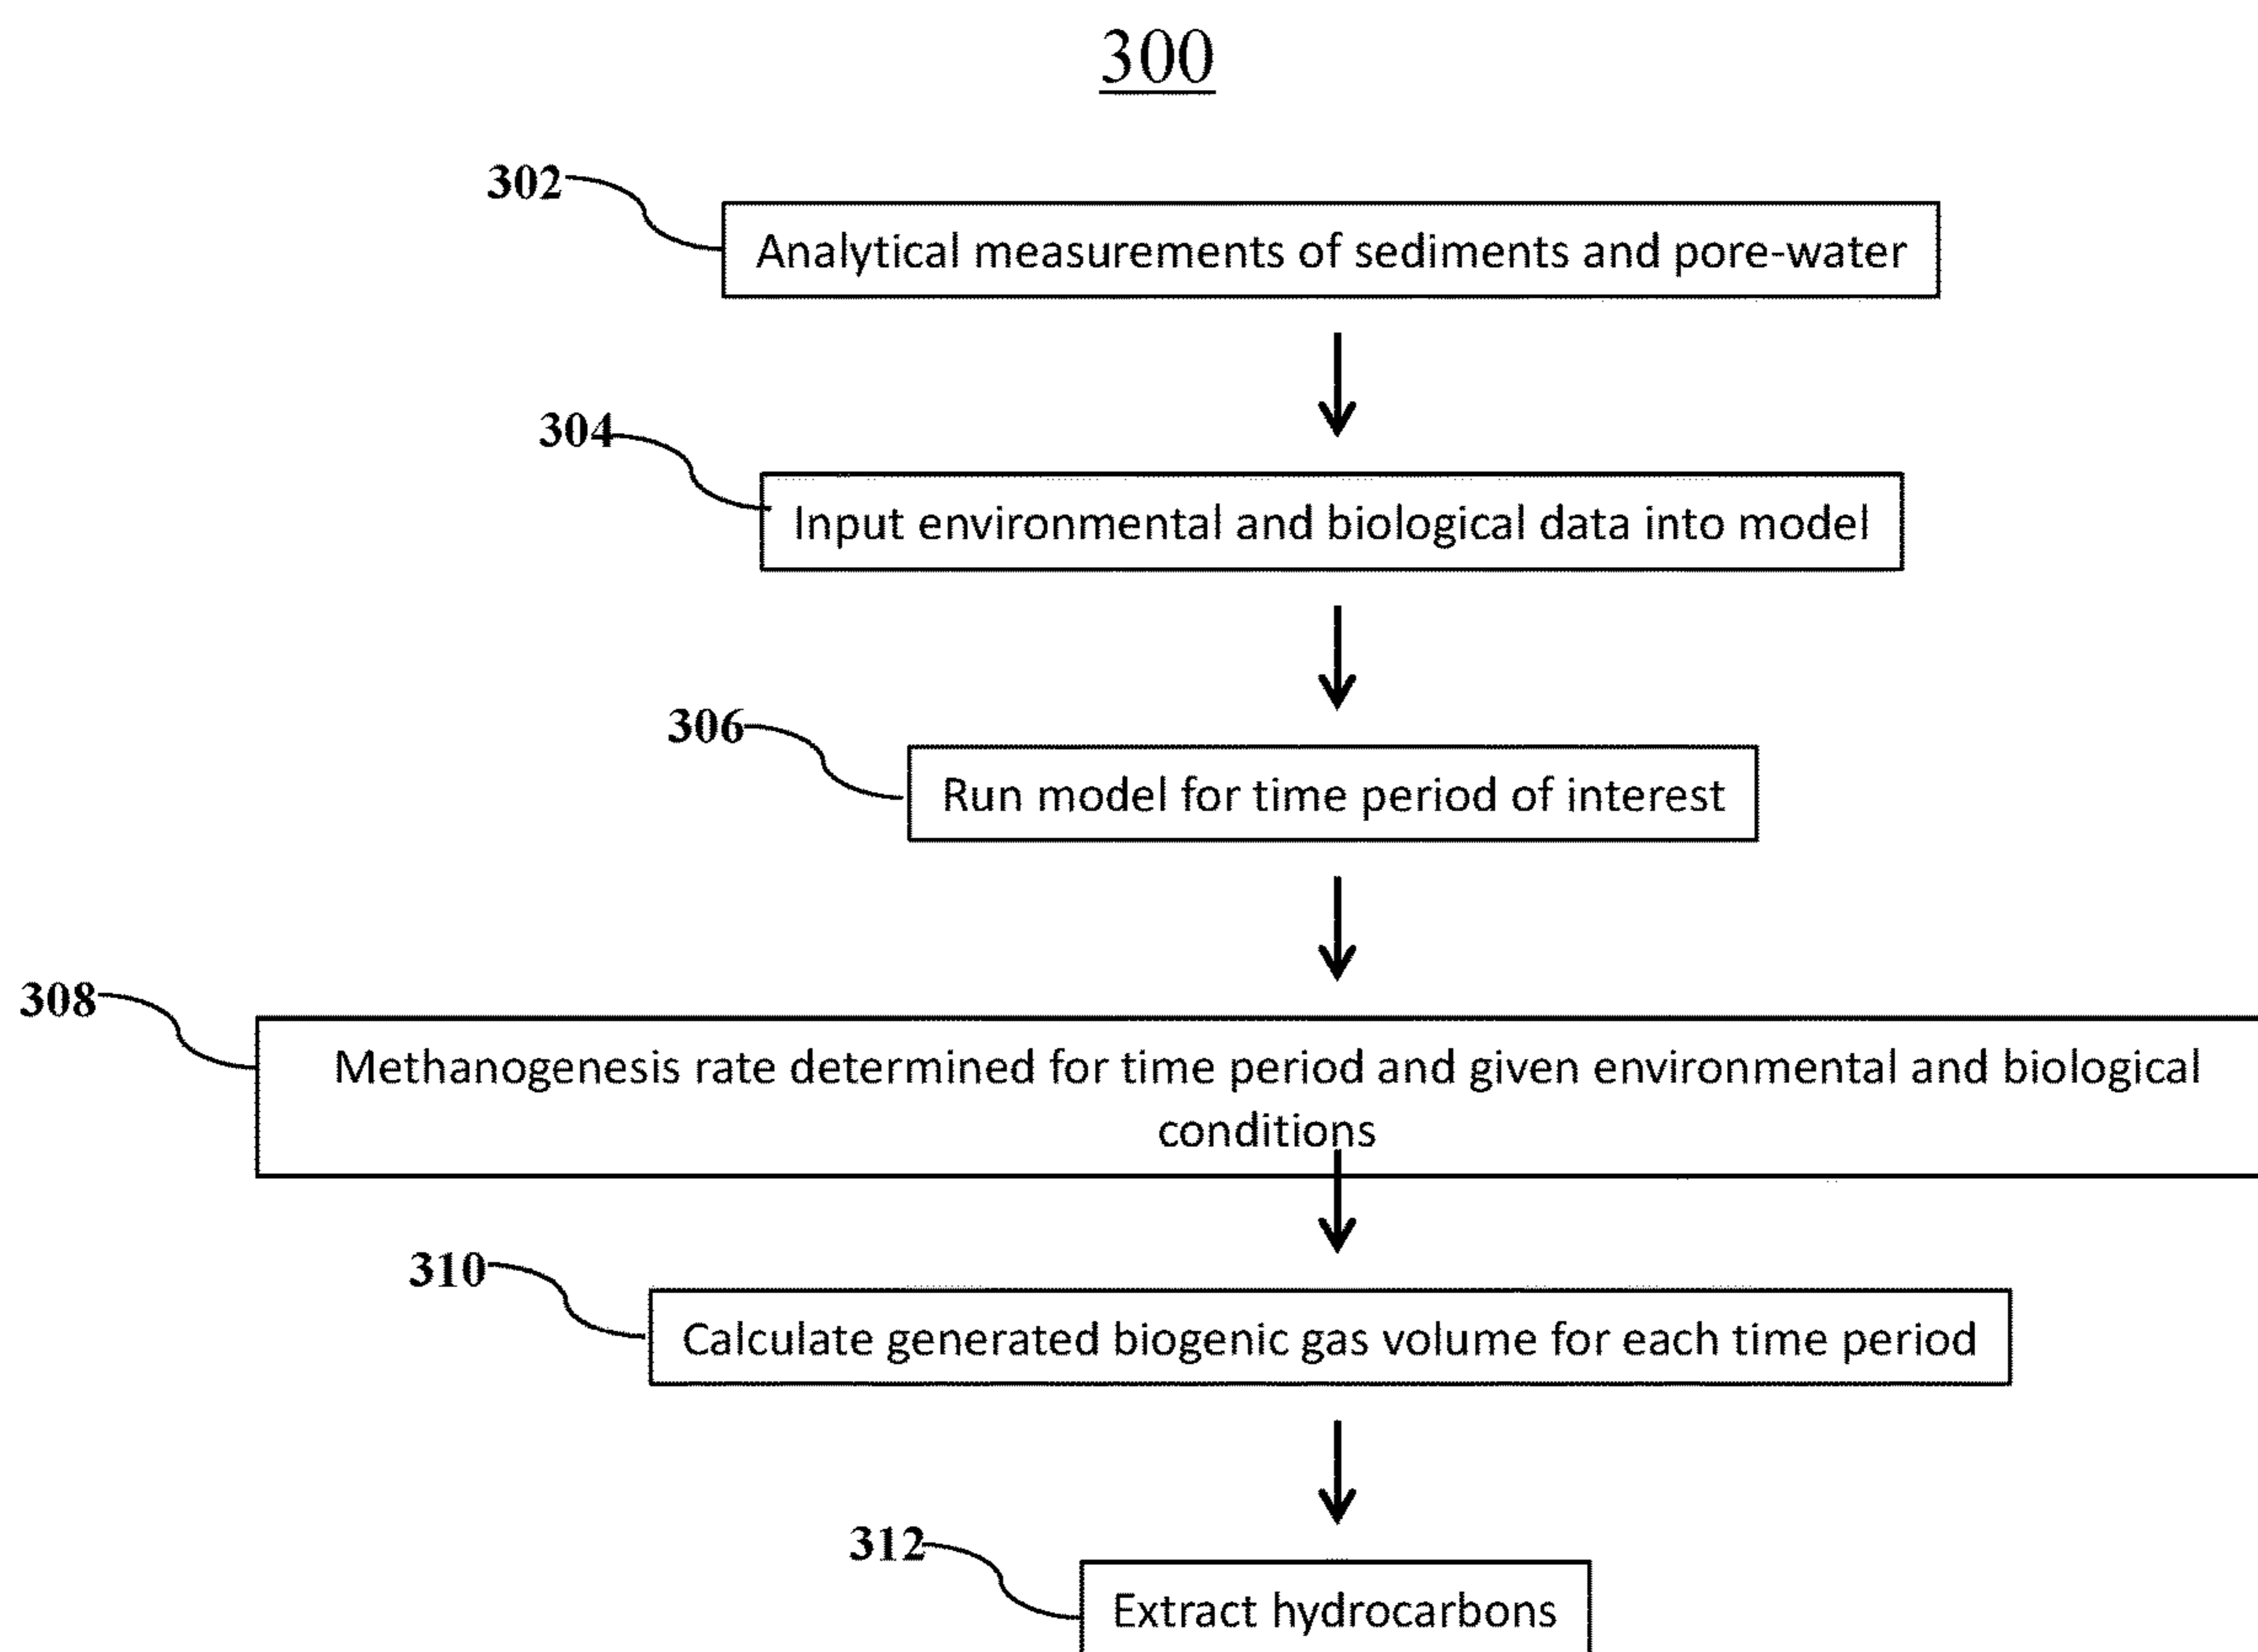 300
302
Analytical measurements of sediments and pore-water
304
Input environmental and biological data into model
306
Run model for time period of interest
308
Methanogenesis rate determined for time period and given environmental and biological
conditions
310
Calculate generated biogenic gas volume for each time period
312
Extract hydrocarbons